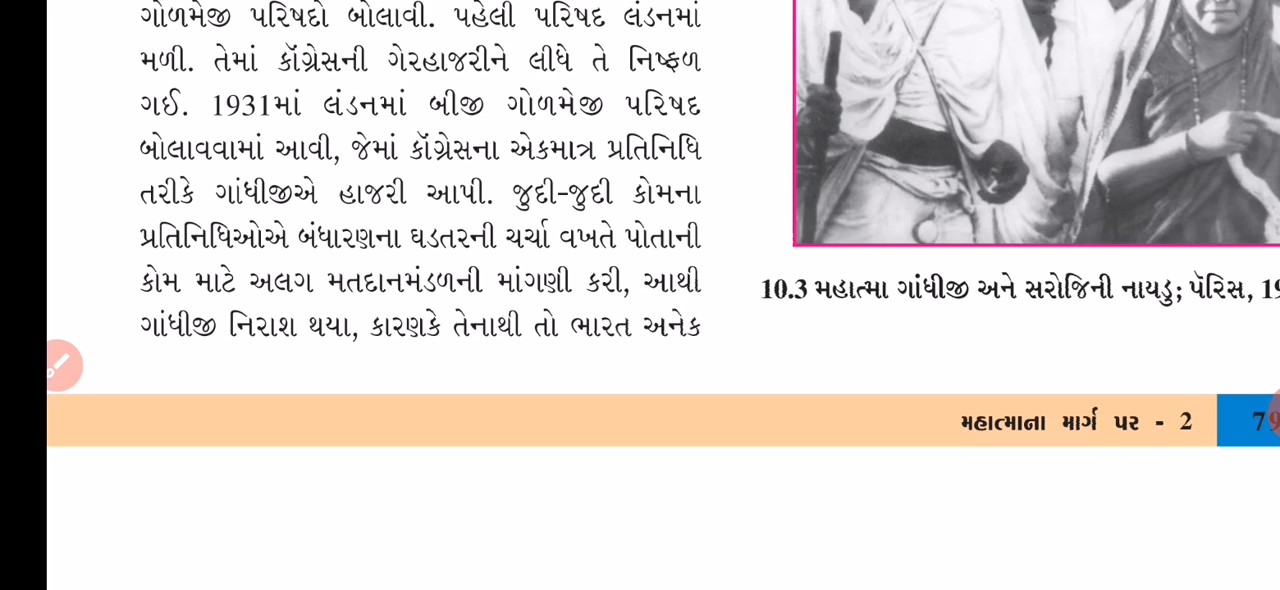 ગોળમેજી પરિષદો બોલાવી. પહેલી પરિષદ લંડનમાં
મળી. તેમાં કૉંગ્રેસની ગેરહાજરીને લીધે તે નિષ્ફળ
ગઈ. 1931માં લંડનમાં બીજી ગોળમેજી પરિષદ
બોલાવવામાં આવી, જેમાં કૉંગ્રેસના એકમાત્ર પ્રતિનિધિ
તરીકે ગાંધીજીએ હાજરી આપી. જુદી-જુદી કોમના
પ્રતિનિધિઓએ બંધારણના ઘડતરની ચર્ચા વખતે પોતાની
કોમ માટે અલગ મતદાનમંડળની માંગણી કરી, આથી
ગાંધીજી નિરાશ થયા, કારણકે તેનાથી તો ભારત અનેક
10.3 મહાત્મા ગાંધીજી અને સરોજિની નાયડુ; પૅરિસ,
મહાત્માના માર્ગ પર - 2
79